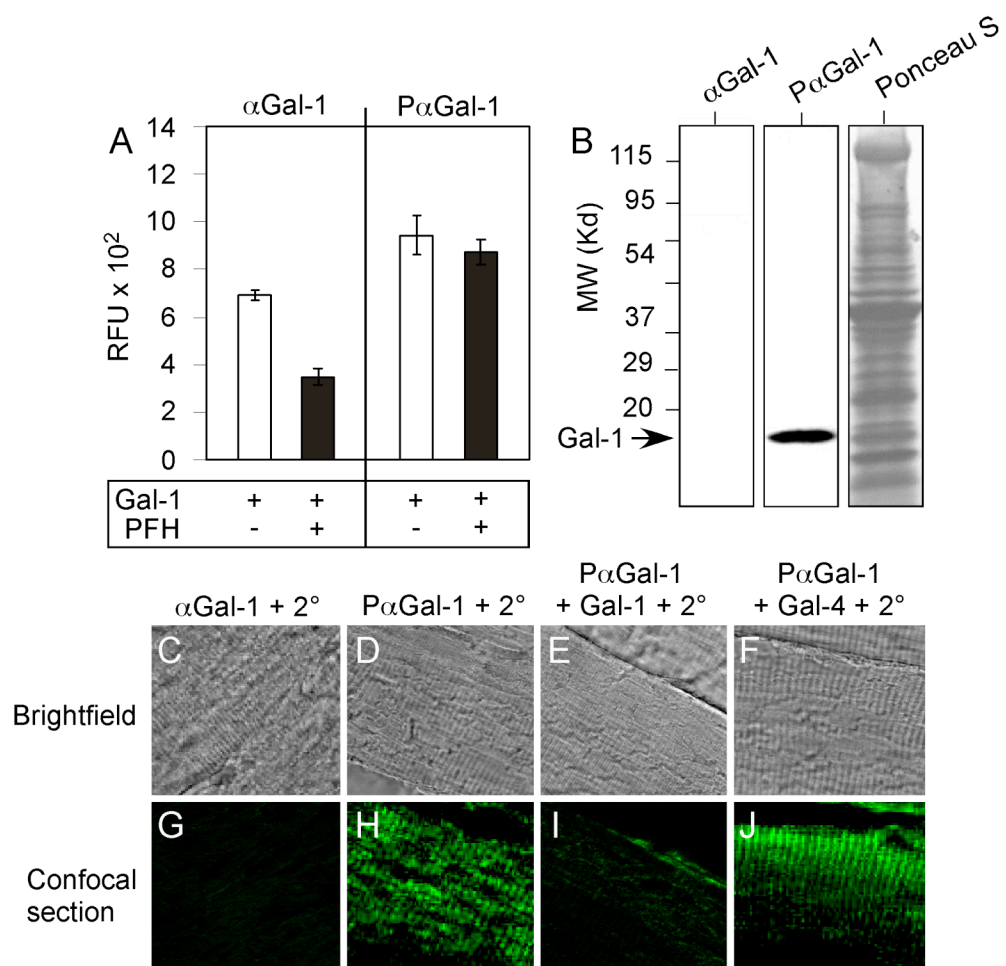 αGal-1 PαGal-1
A
14
12
10
8
6
4
2
0
RFU x 10²
Gal-1 + + + +
PFH - + - +
αGal-1 PαGal-1 Ponceau S
B
MW (Kd)
115
95
54
37
29
20
Gal-1
αGal-1 + 2°
PαGal-1 + 2°
PαGal-1
+ Gal-1 + 2°
PαGal-1
+ Gal-4 + 2°
Brightfield
C D E F
Confocal
section
G H I J